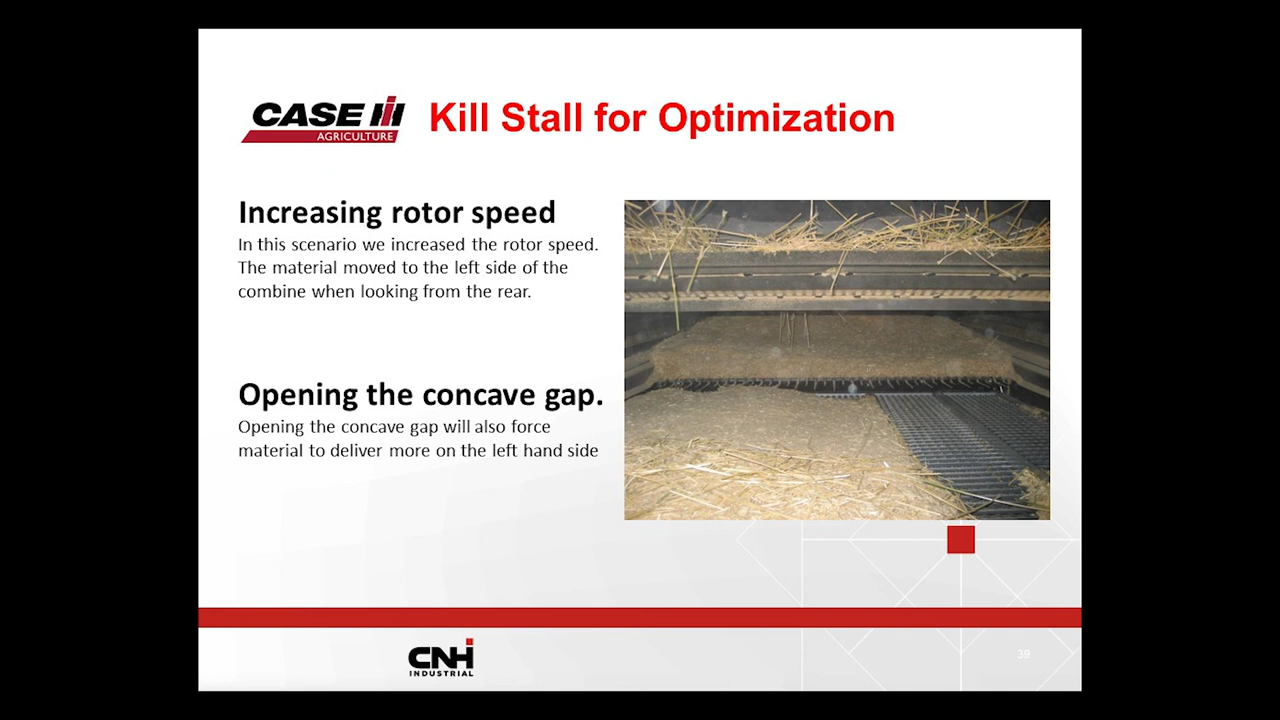 CASE IH
AGRICULTURE
Kill Stall for Optimization
Increasing rotor speed
In this scenario we increased the rotor speed.
The material moved to the left side of the
combine when looking from the rear.
Opening the concave gap.
Opening the concave gap will also force
material to deliver more on the left hand side
CNH
INDUSTRIAL
39